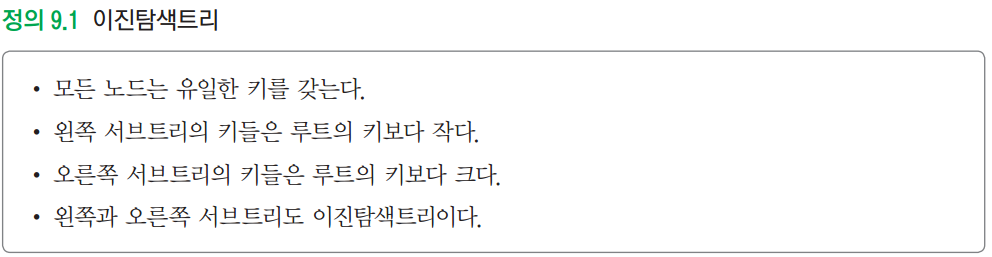 정의 9.1 이진탐색트리
• 모든 노드는 유일한 키를 갖는다.
• 왼쪽 서브트리의 키들은 루트의 키보다 작다.
• 오른쪽 서브트리의 키들은 루트의 키보다 크다.
• 왼쪽과 오른쪽 서브트리도 이진탐색트리이다.